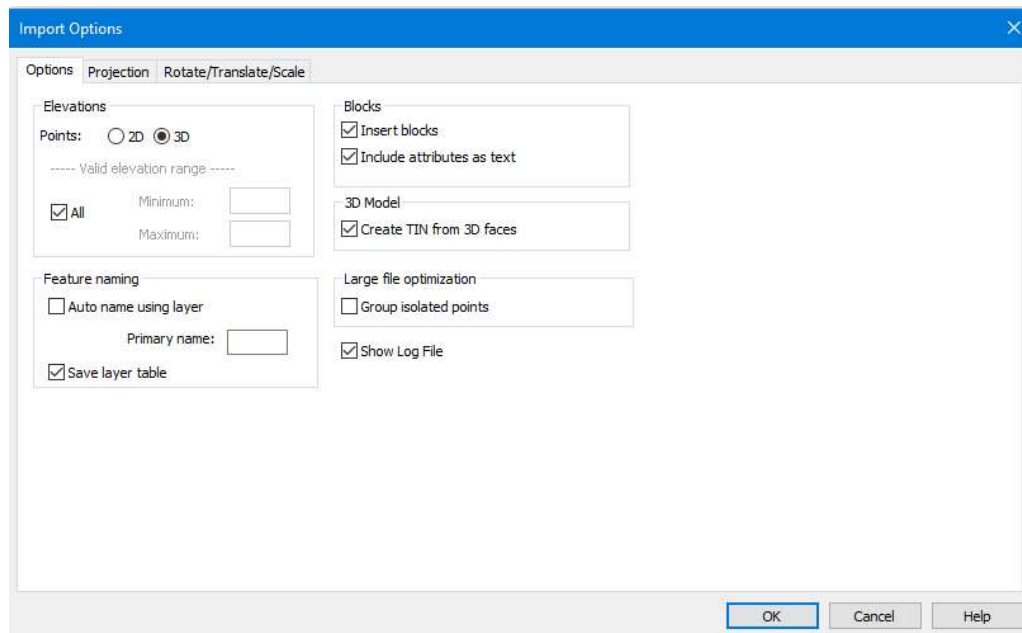 Import Options
Options Projection Rotate/Translate/Scale
Elevations
Points: 2D 3D
----- Valid elevation range -----
All
Minimum:
Maximum:
Feature naming
Auto name using layer
Primary name:
Save layer table
Blocks
Insert blocks
Include attributes as text
3D Model
Create TIN from 3D faces
Large file optimization
Group isolated points
Show Log File
OK Cancel Help